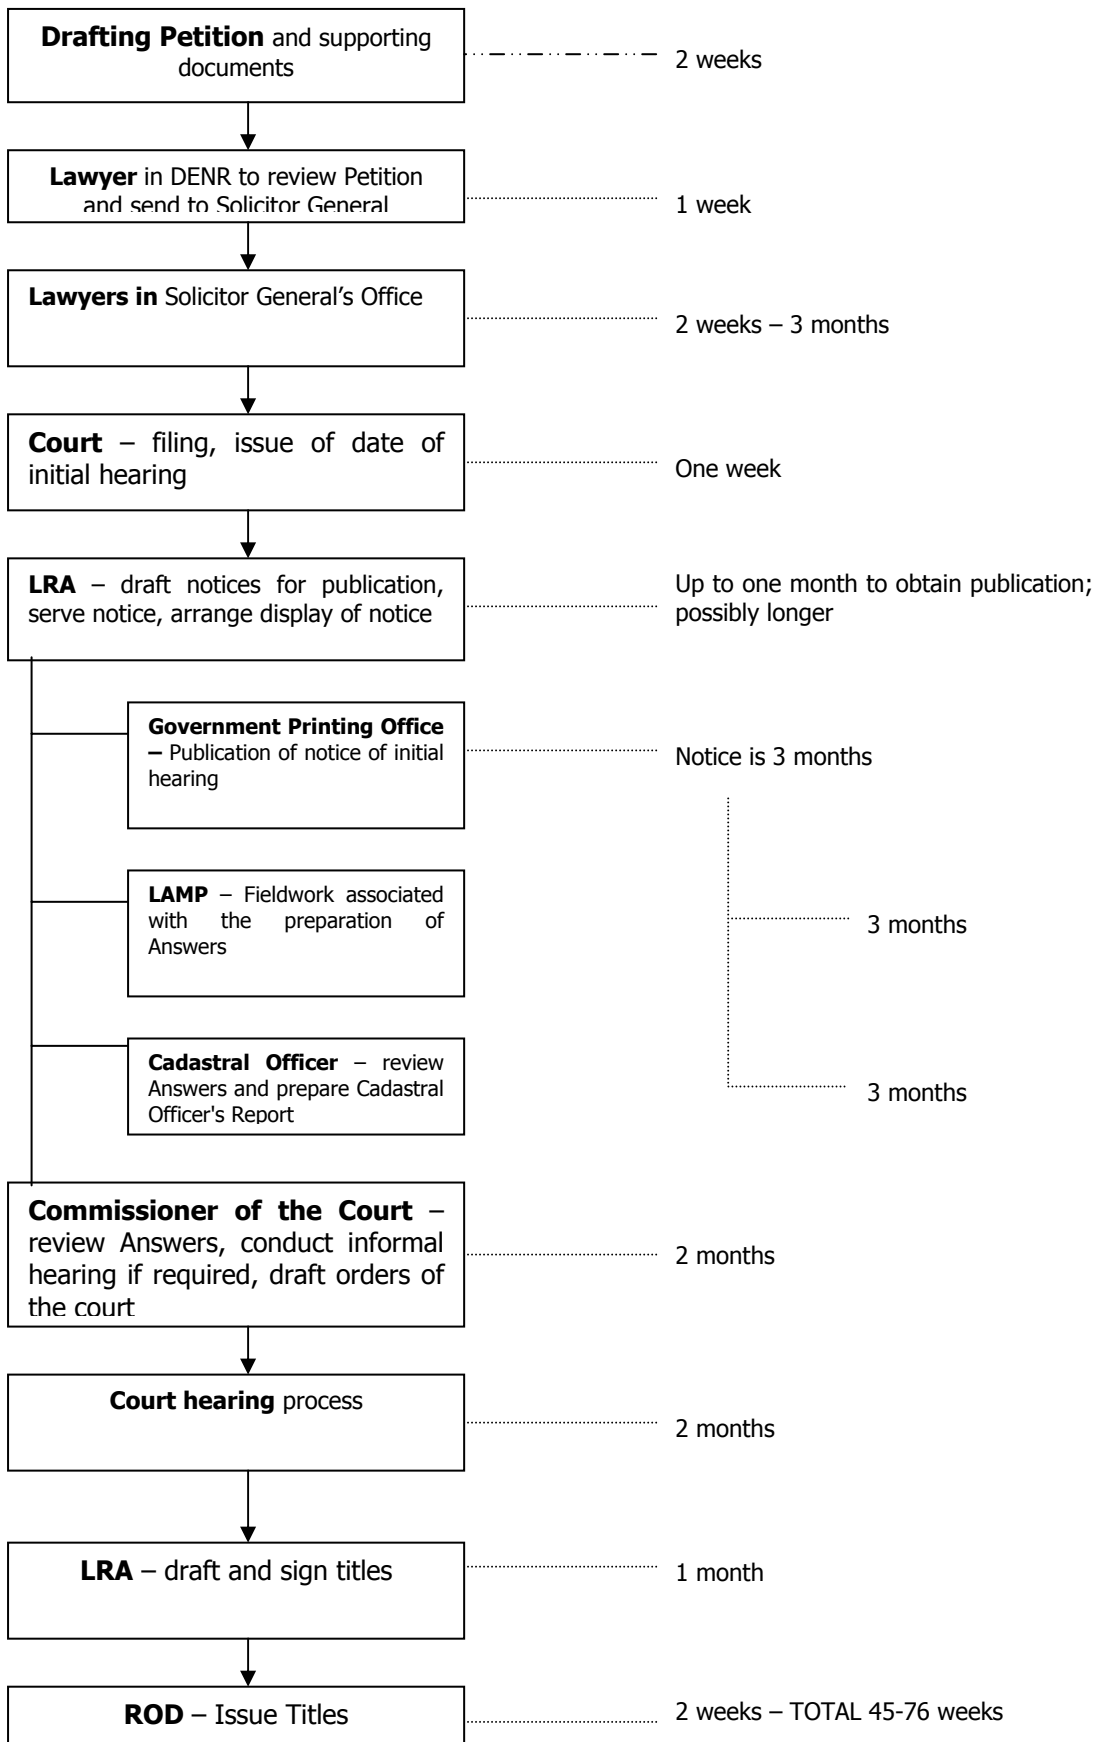 Drafting Petition and supporting
documents
2 weeks
Lawyer in DENR to review Petition
and send to Solicitor General
1 week
Lawyers in Solicitor General's Office
2 weeks – 3 months
Court – filing, issue of date of
initial hearing
One week
LRA – draft notices for publication,
serve notice, arrange display of notice
Up to one month to obtain publication;
possibly longer
Government Printing Office
– Publication of notice of initial
hearing
Notice is 3 months
LAMP – Fieldwork associated
with the preparation of
Answers
3 months
Cadastral Officer – review
Answers and prepare Cadastral
Officer's Report
3 months
Commissioner of the Court –
review Answers, conduct informal
hearing if required, draft orders of
the court
2 months
Court hearing process
2 months
LRA – draft and sign titles
1 month
ROD – Issue Titles
2 weeks – TOTAL 45-76 weeks